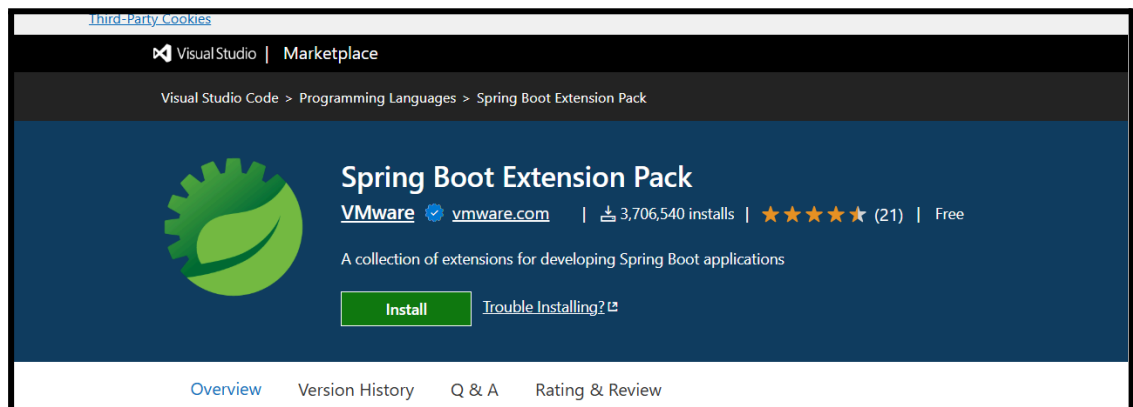 Third-Party Cookies
Visual Studio | Marketplace
Visual Studio Code > Programming Languages > Spring Boot Extension Pack
Spring Boot Extension Pack
VMware vmware.com | 3,706,540 installs | (21) | Free
A collection of extensions for developing Spring Boot applications
Install Trouble Installing?
Overview Version History Q & A Rating & Review